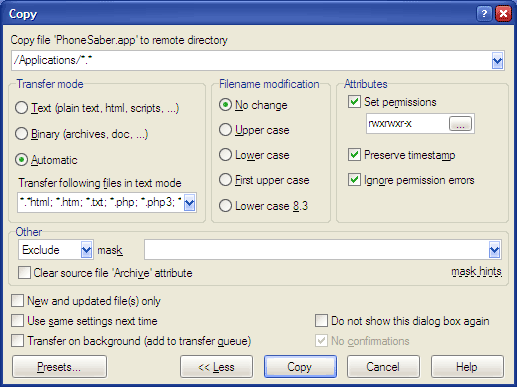 Copy
Copy file 'PhoneSaber.app' to remote directory
/Applications/*.*
Transfer mode
Text (plain text, html, scripts, ...)
Binary (archives, doc, ...)
Automatic
Transfer following files in text mode
*.*html; *.htm; *.txt; *.php; *.php3; *
Filename modification
No change
Upper case
Lower case
First upper case
Lower case 8.3
Attributes
Set permissions
rwxrwxr-x ...
Preserve timestamp
Ignore permission errors
Other
Exclude mask
Clear source file 'Archive' attribute mask hints
New and updated file(s) only
Use same settings next time Do not show this dialog box again
Transfer on background (add to transfer queue) No confirmations
Presets... << Less Copy Cancel Help